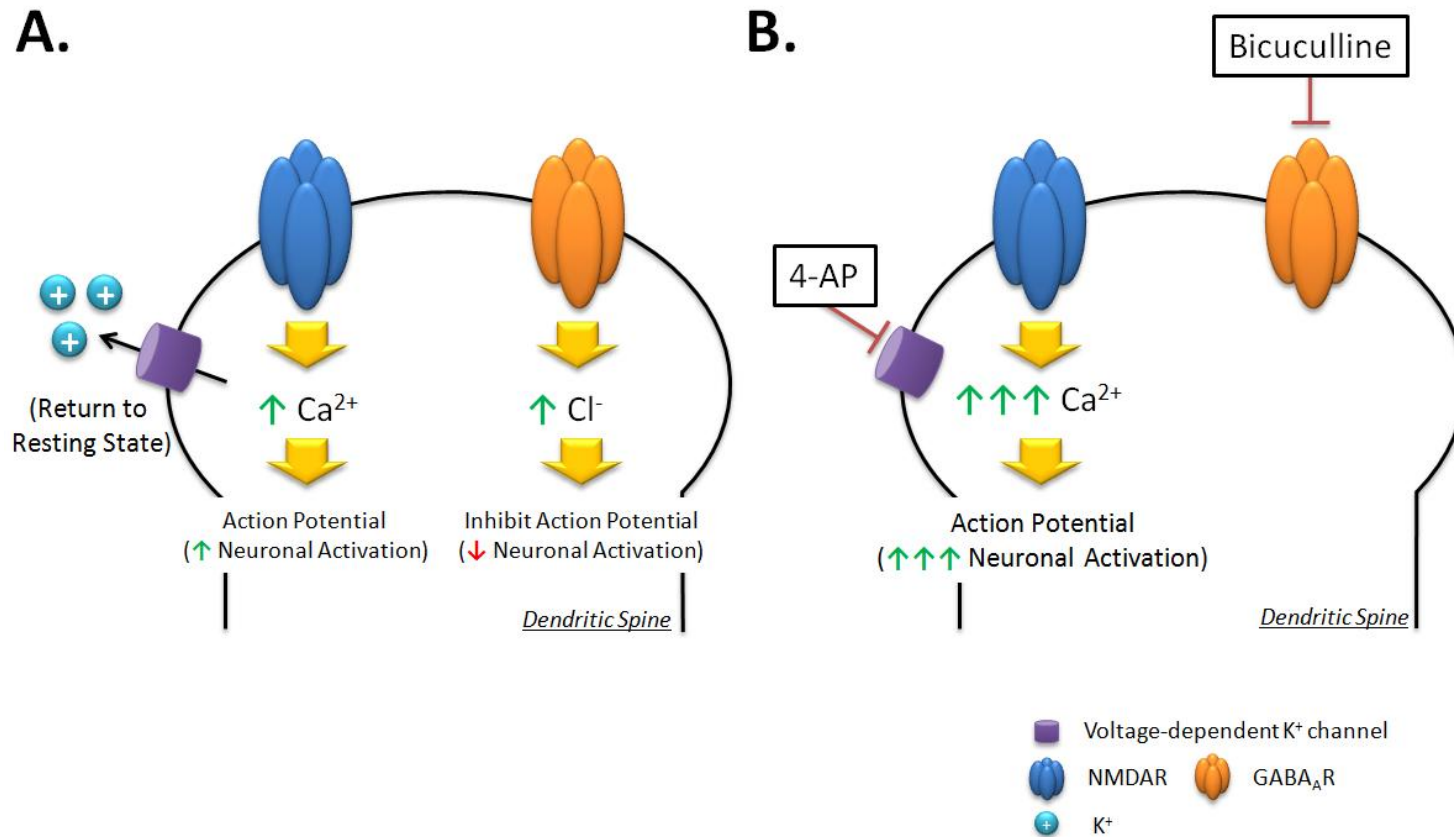 A.
B.
Bicuculline
4-AP
+ +
+
(Return to
Resting State)
↑ Ca²⁺
↑ Cl⁻
↑↑↑ Ca²⁺
Action Potential
(↑ Neuronal Activation)
Inhibit Action Potential
(↓ Neuronal Activation)
Action Potential
(↑↑↑ Neuronal Activation)
Dendritic Spine
Dendritic Spine
Voltage-dependent K⁺ channel
NMDAR
GABA_AR
+ K⁺